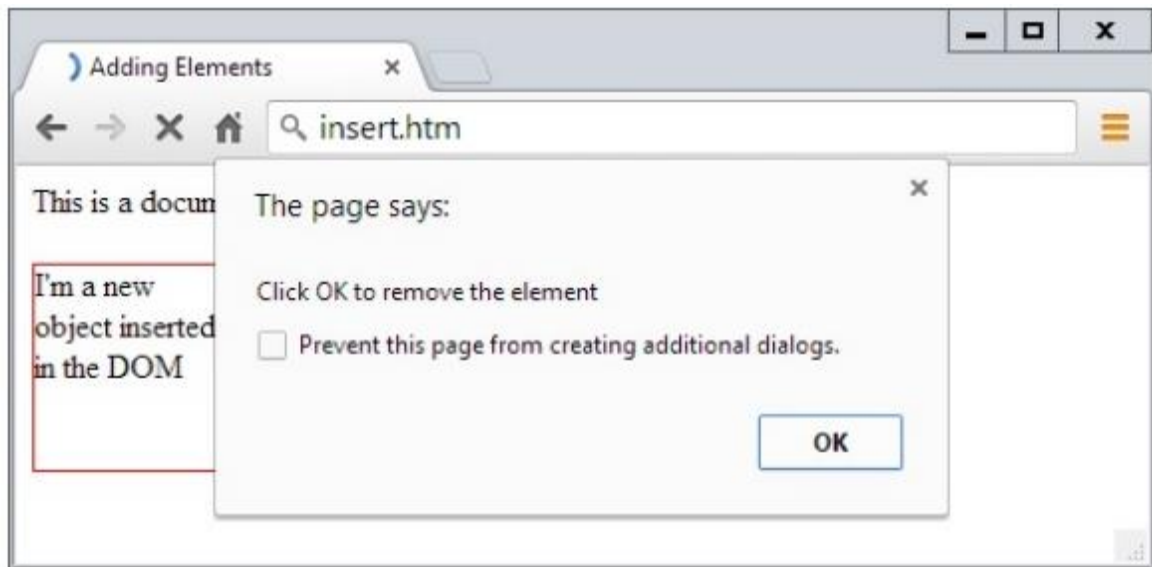 Adding Elements
insert.htm
This is a docum
The page says:
I'm a new
object inserted
in the DOM
Click OK to remove the element
Prevent this page from creating additional dialogs.
OK